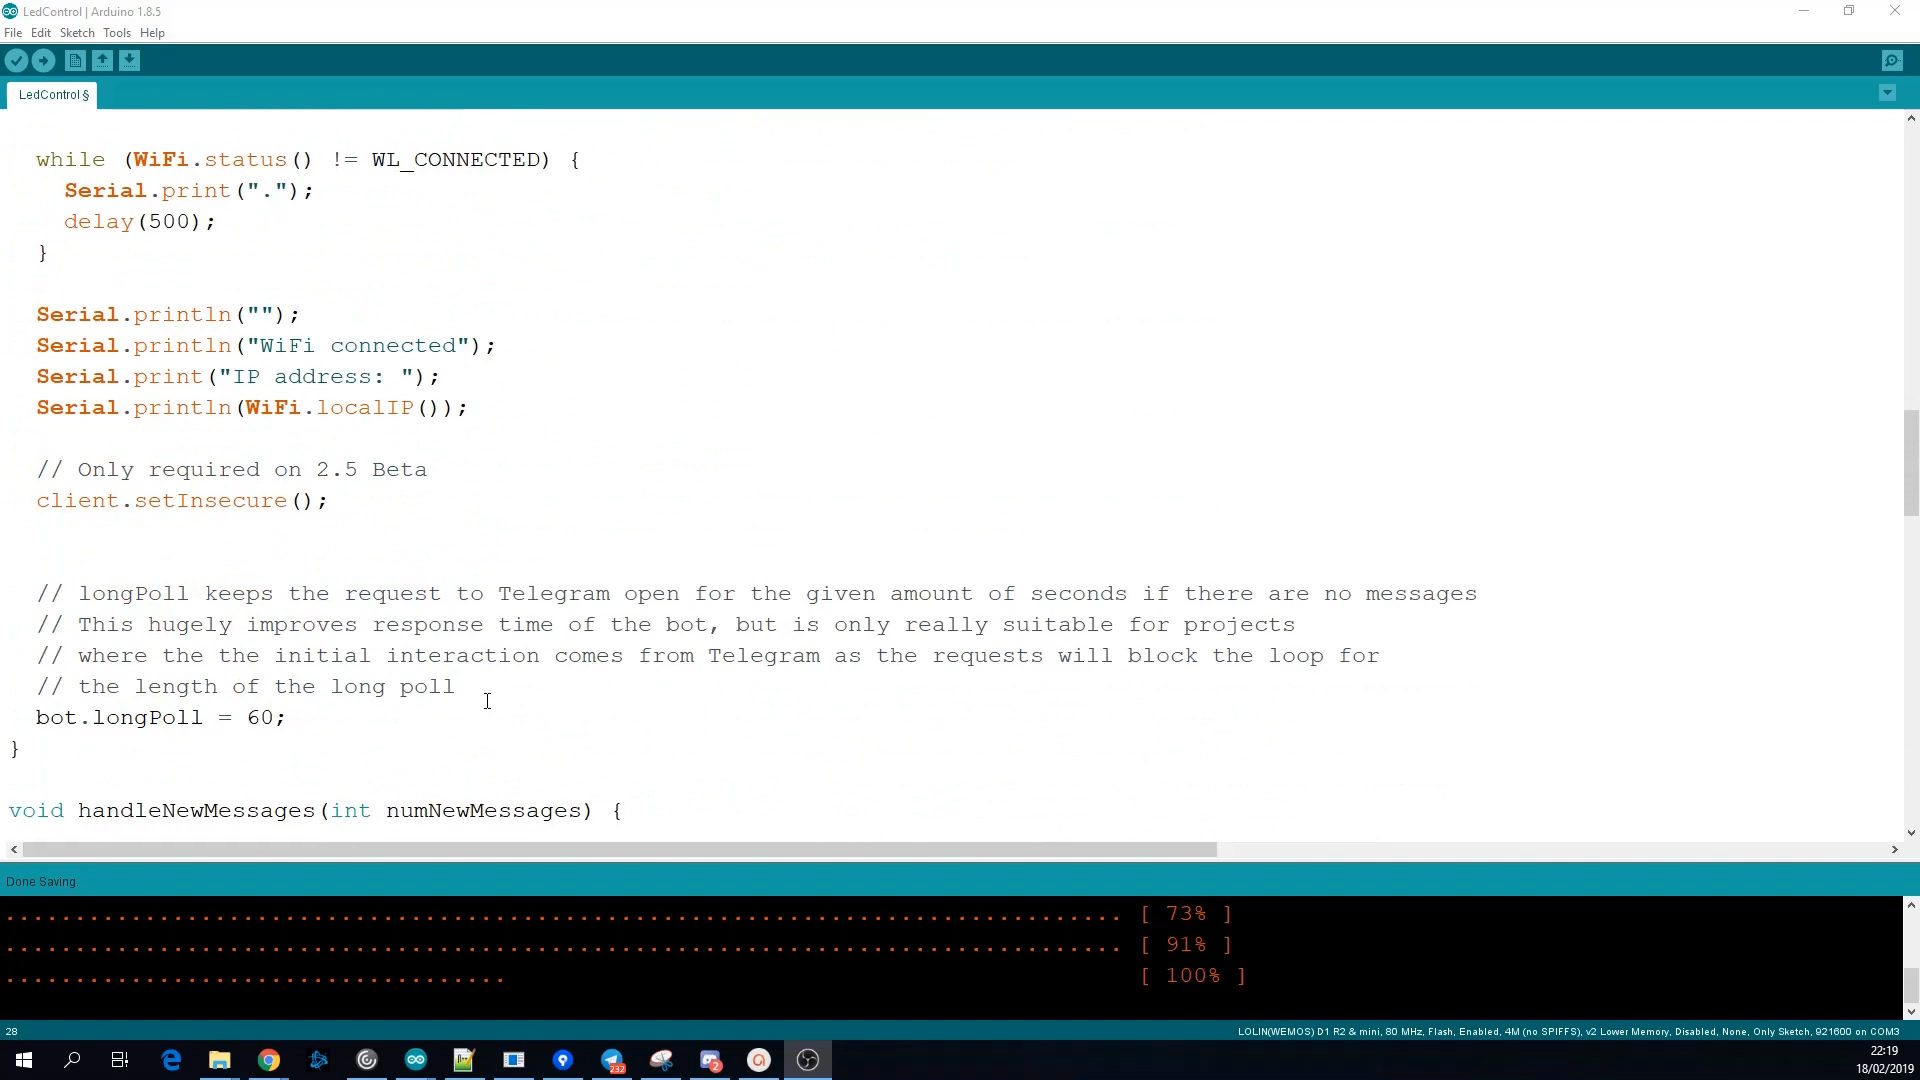 LedControl | Arduino 1.8.5
File Edit Sketch Tools Help
LedControl §
while (WiFi.status() != WL_CONNECTED) {
Serial.print(".");
delay(500);
}
Serial.println("");
Serial.println("WiFi connected");
Serial.print("IP address: ");
Serial.println(WiFi.localIP());
// Only required on 2.5 Beta
client.setInsecure();
// longPoll keeps the request to Telegram open for the given amount of seconds if there are no messages
// This hugely improves response time of the bot, but is only really suitable for projects
// where the the initial interaction comes from Telegram as the requests will block the loop for
// the length of the long poll
bot.longPoll = 60;
}
void handleNewMessages(int numNewMessages) {
Done Saving.
................................................................................ [ 73% ]
................................................................................ [ 91% ]
.................................... [ 100% ]
28 LOLIN(WEMOS) D1 R2 & mini, 80 MHz, Flash, Enabled, 4M (no SPIFFS), v2 Lower Memory, Disabled, None, Only Sketch, 921600 on COM3
232
2
22:19
18/02/2019